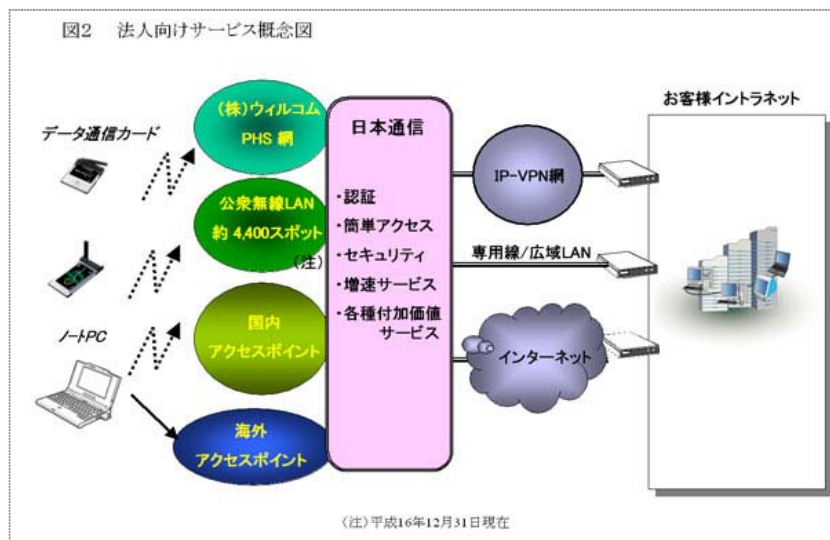 図2 法人向けサービス概念図
データ通信カード
ノートPC
(株)ウィルコム
PHS 網
公衆無線LAN
約 4,400スポット
(注)
国内
アクセスポイント
海外
アクセスポイント
日本通信
・認証
・簡単アクセス
・セキュリティ
・増速サービス
・各種付加価値
サービス
IP-VPN網
専用線/広域LAN
インターネット
お客様イントラネット
(注)平成16年12月31日現在